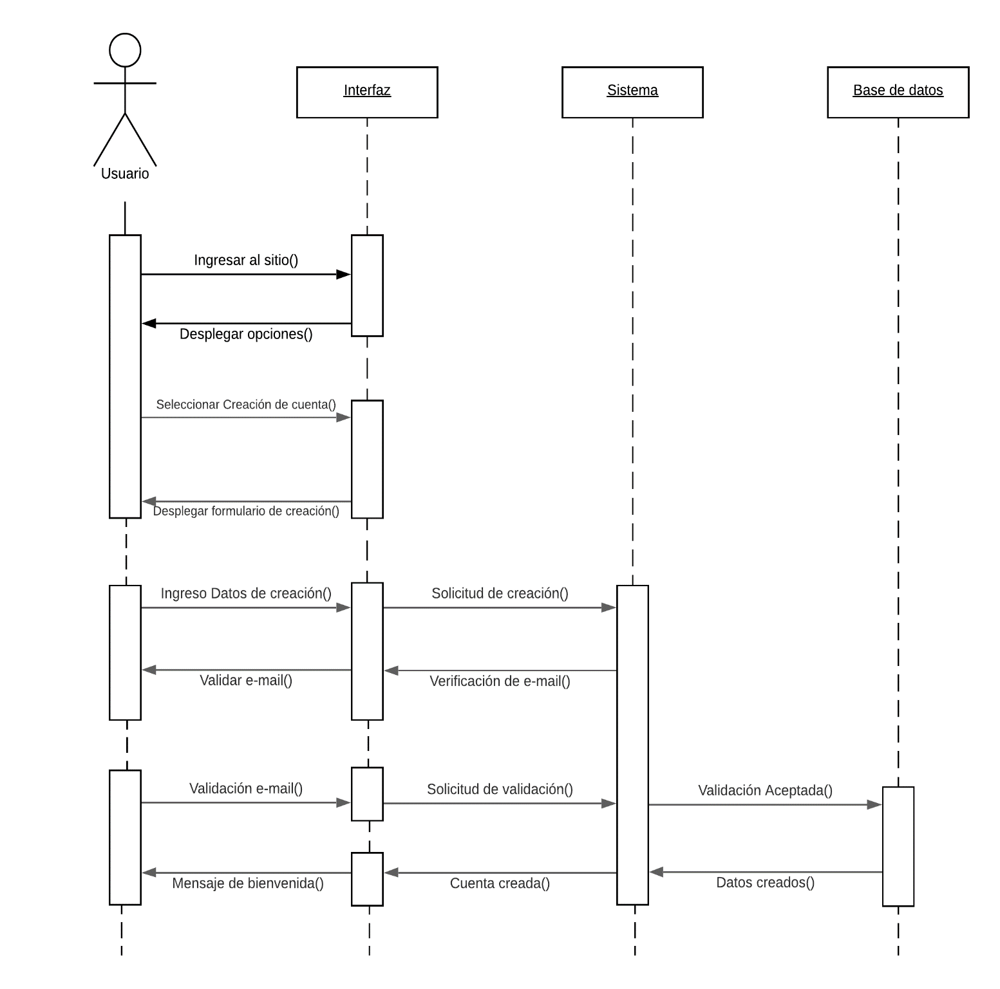 Interfaz
Sistema
Base de datos
Usuario
Ingresar al sitio()
Desplegar opciones()
Seleccionar Creación de cuenta()
Desplegar formulario de creación()
Ingreso Datos de creación()
Solicitud de creación()
Validar e-mail()
Verificación de e-mail()
Validación e-mail()
Solicitud de validación()
Validación Aceptada()
Mensaje de bienvenida()
Cuenta creada()
Datos creados()